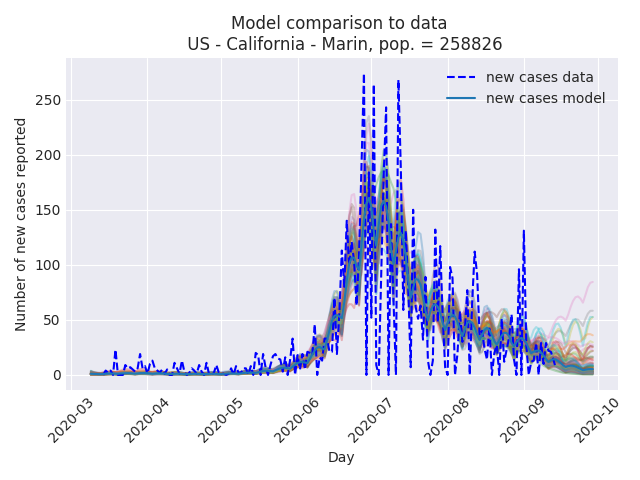 Model comparison to data
US - California - Marin, pop. = 258826
new cases data
new cases model
Number of new cases reported
250
200
150
100
50
0
2020-03
2020-04
2020-05
2020-06
2020-07
2020-08
2020-09
2020-10
Day